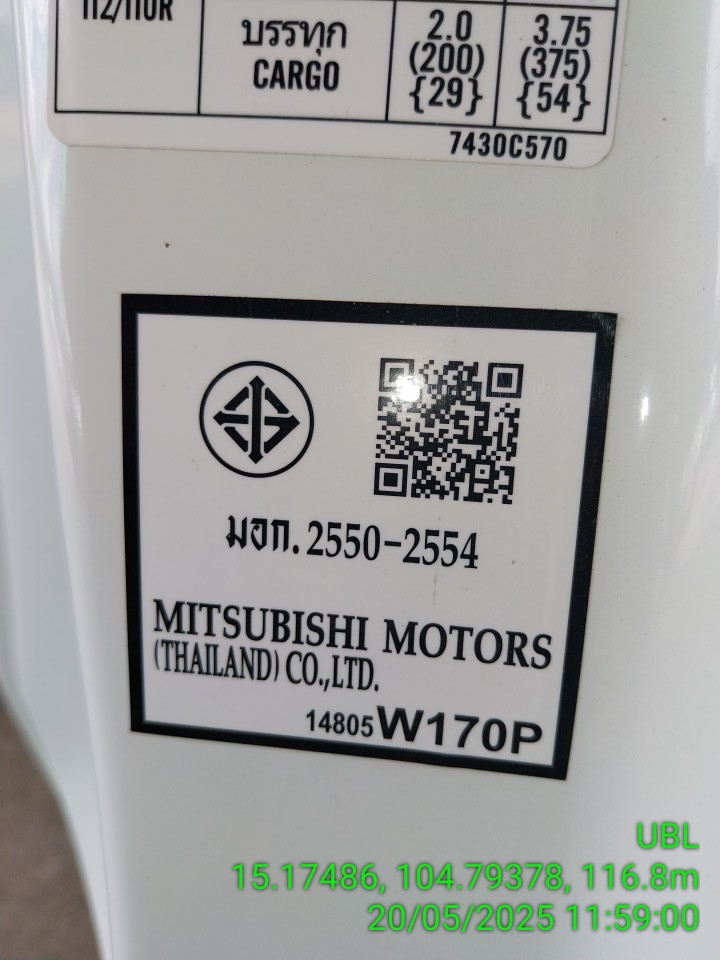 112/110R
บรรทุก
CARGO
2.0
(200)
{29}
3.75
(375)
{54}
7430C570
มอก. 2550-2554
MITSUBISHI MOTORS
(THAILAND) CO.,LTD.
14805 W170P
UBL
15.17486, 104.79378, 116.8m
20/05/2025 11:59:00